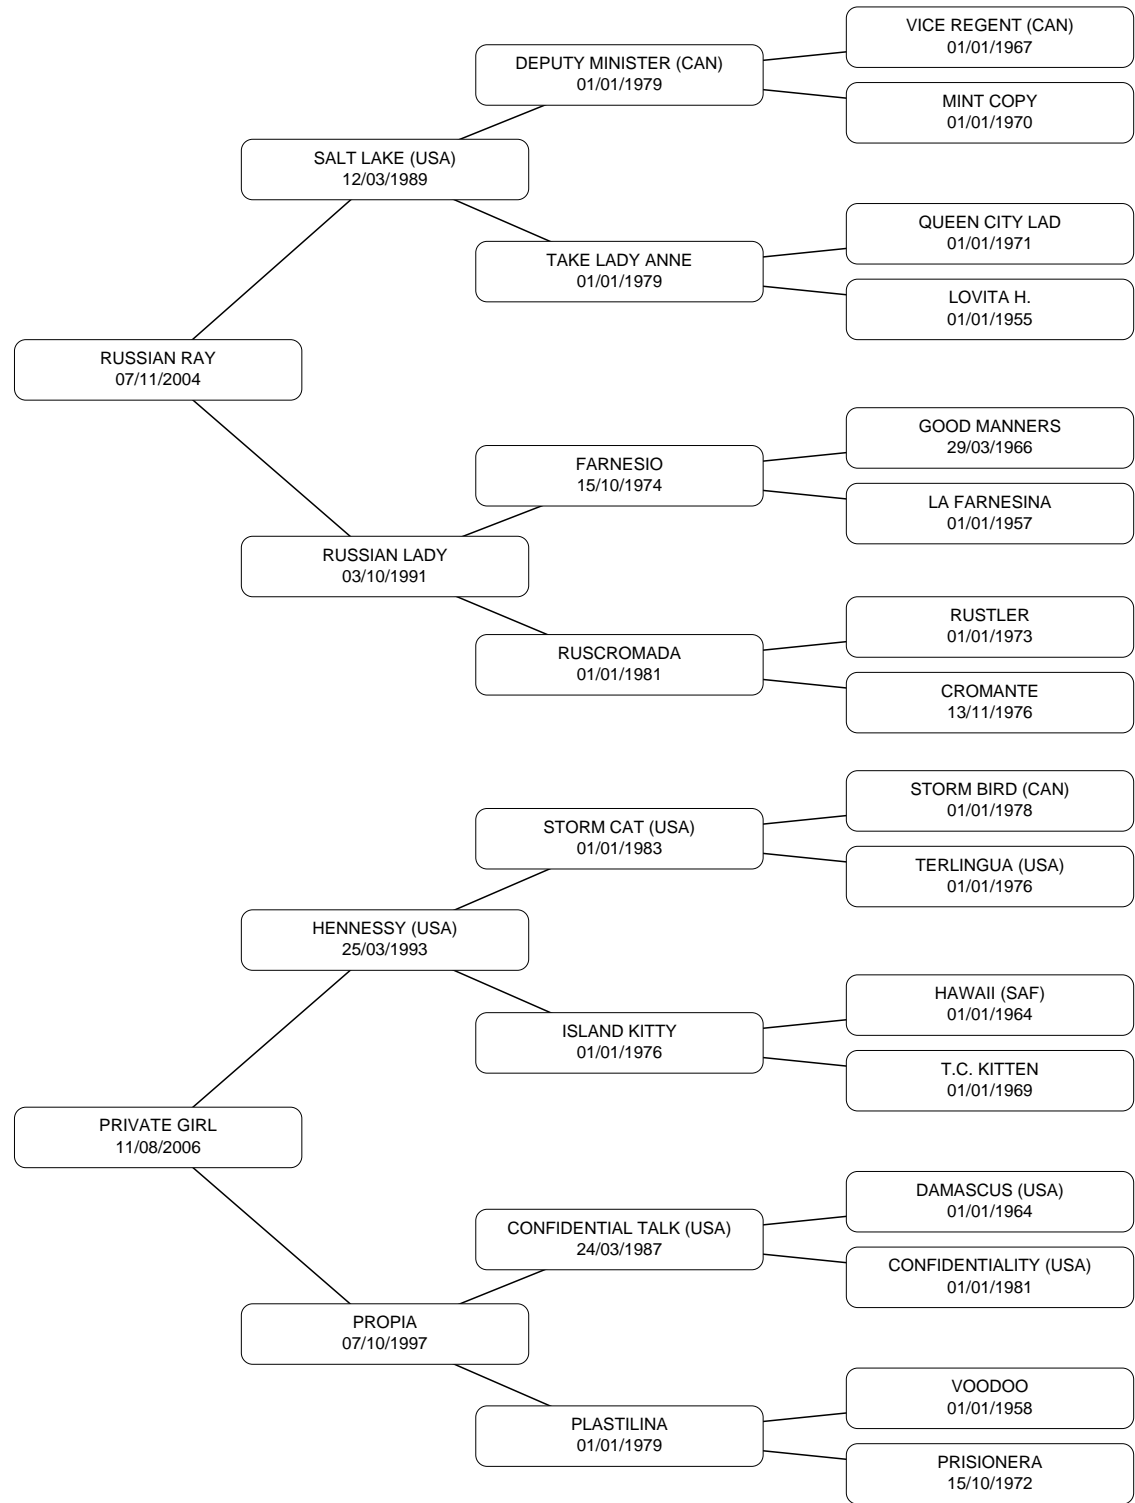 VICE REGENT (CAN)
01/01/1967
DEPUTY MINISTER (CAN)
01/01/1979
MINT COPY
01/01/1970
SALT LAKE (USA)
12/03/1989
QUEEN CITY LAD
01/01/1971
TAKE LADY ANNE
01/01/1979
LOVITA H.
01/01/1955
RUSSIAN RAY
07/11/2004
GOOD MANNERS
29/03/1966
FARNESIO
15/10/1974
LA FARNESINA
01/01/1957
RUSSIAN LADY
03/10/1991
RUSTLER
01/01/1973
RUSCROMADA
01/01/1981
CROMANTE
13/11/1976
STORM BIRD (CAN)
01/01/1978
STORM CAT (USA)
01/01/1983
TERLINGUA (USA)
01/01/1976
HENNESSY (USA)
25/03/1993
HAWAII (SAF)
01/01/1964
ISLAND KITTY
01/01/1976
T.C. KITTEN
01/01/1969
PRIVATE GIRL
11/08/2006
DAMASCUS (USA)
01/01/1964
CONFIDENTIAL TALK (USA)
24/03/1987
CONFIDENTIALITY (USA)
01/01/1981
PROPIA
07/10/1997
VOODOO
01/01/1958
PLASTILINA
01/01/1979
PRISIONERA
15/10/1972